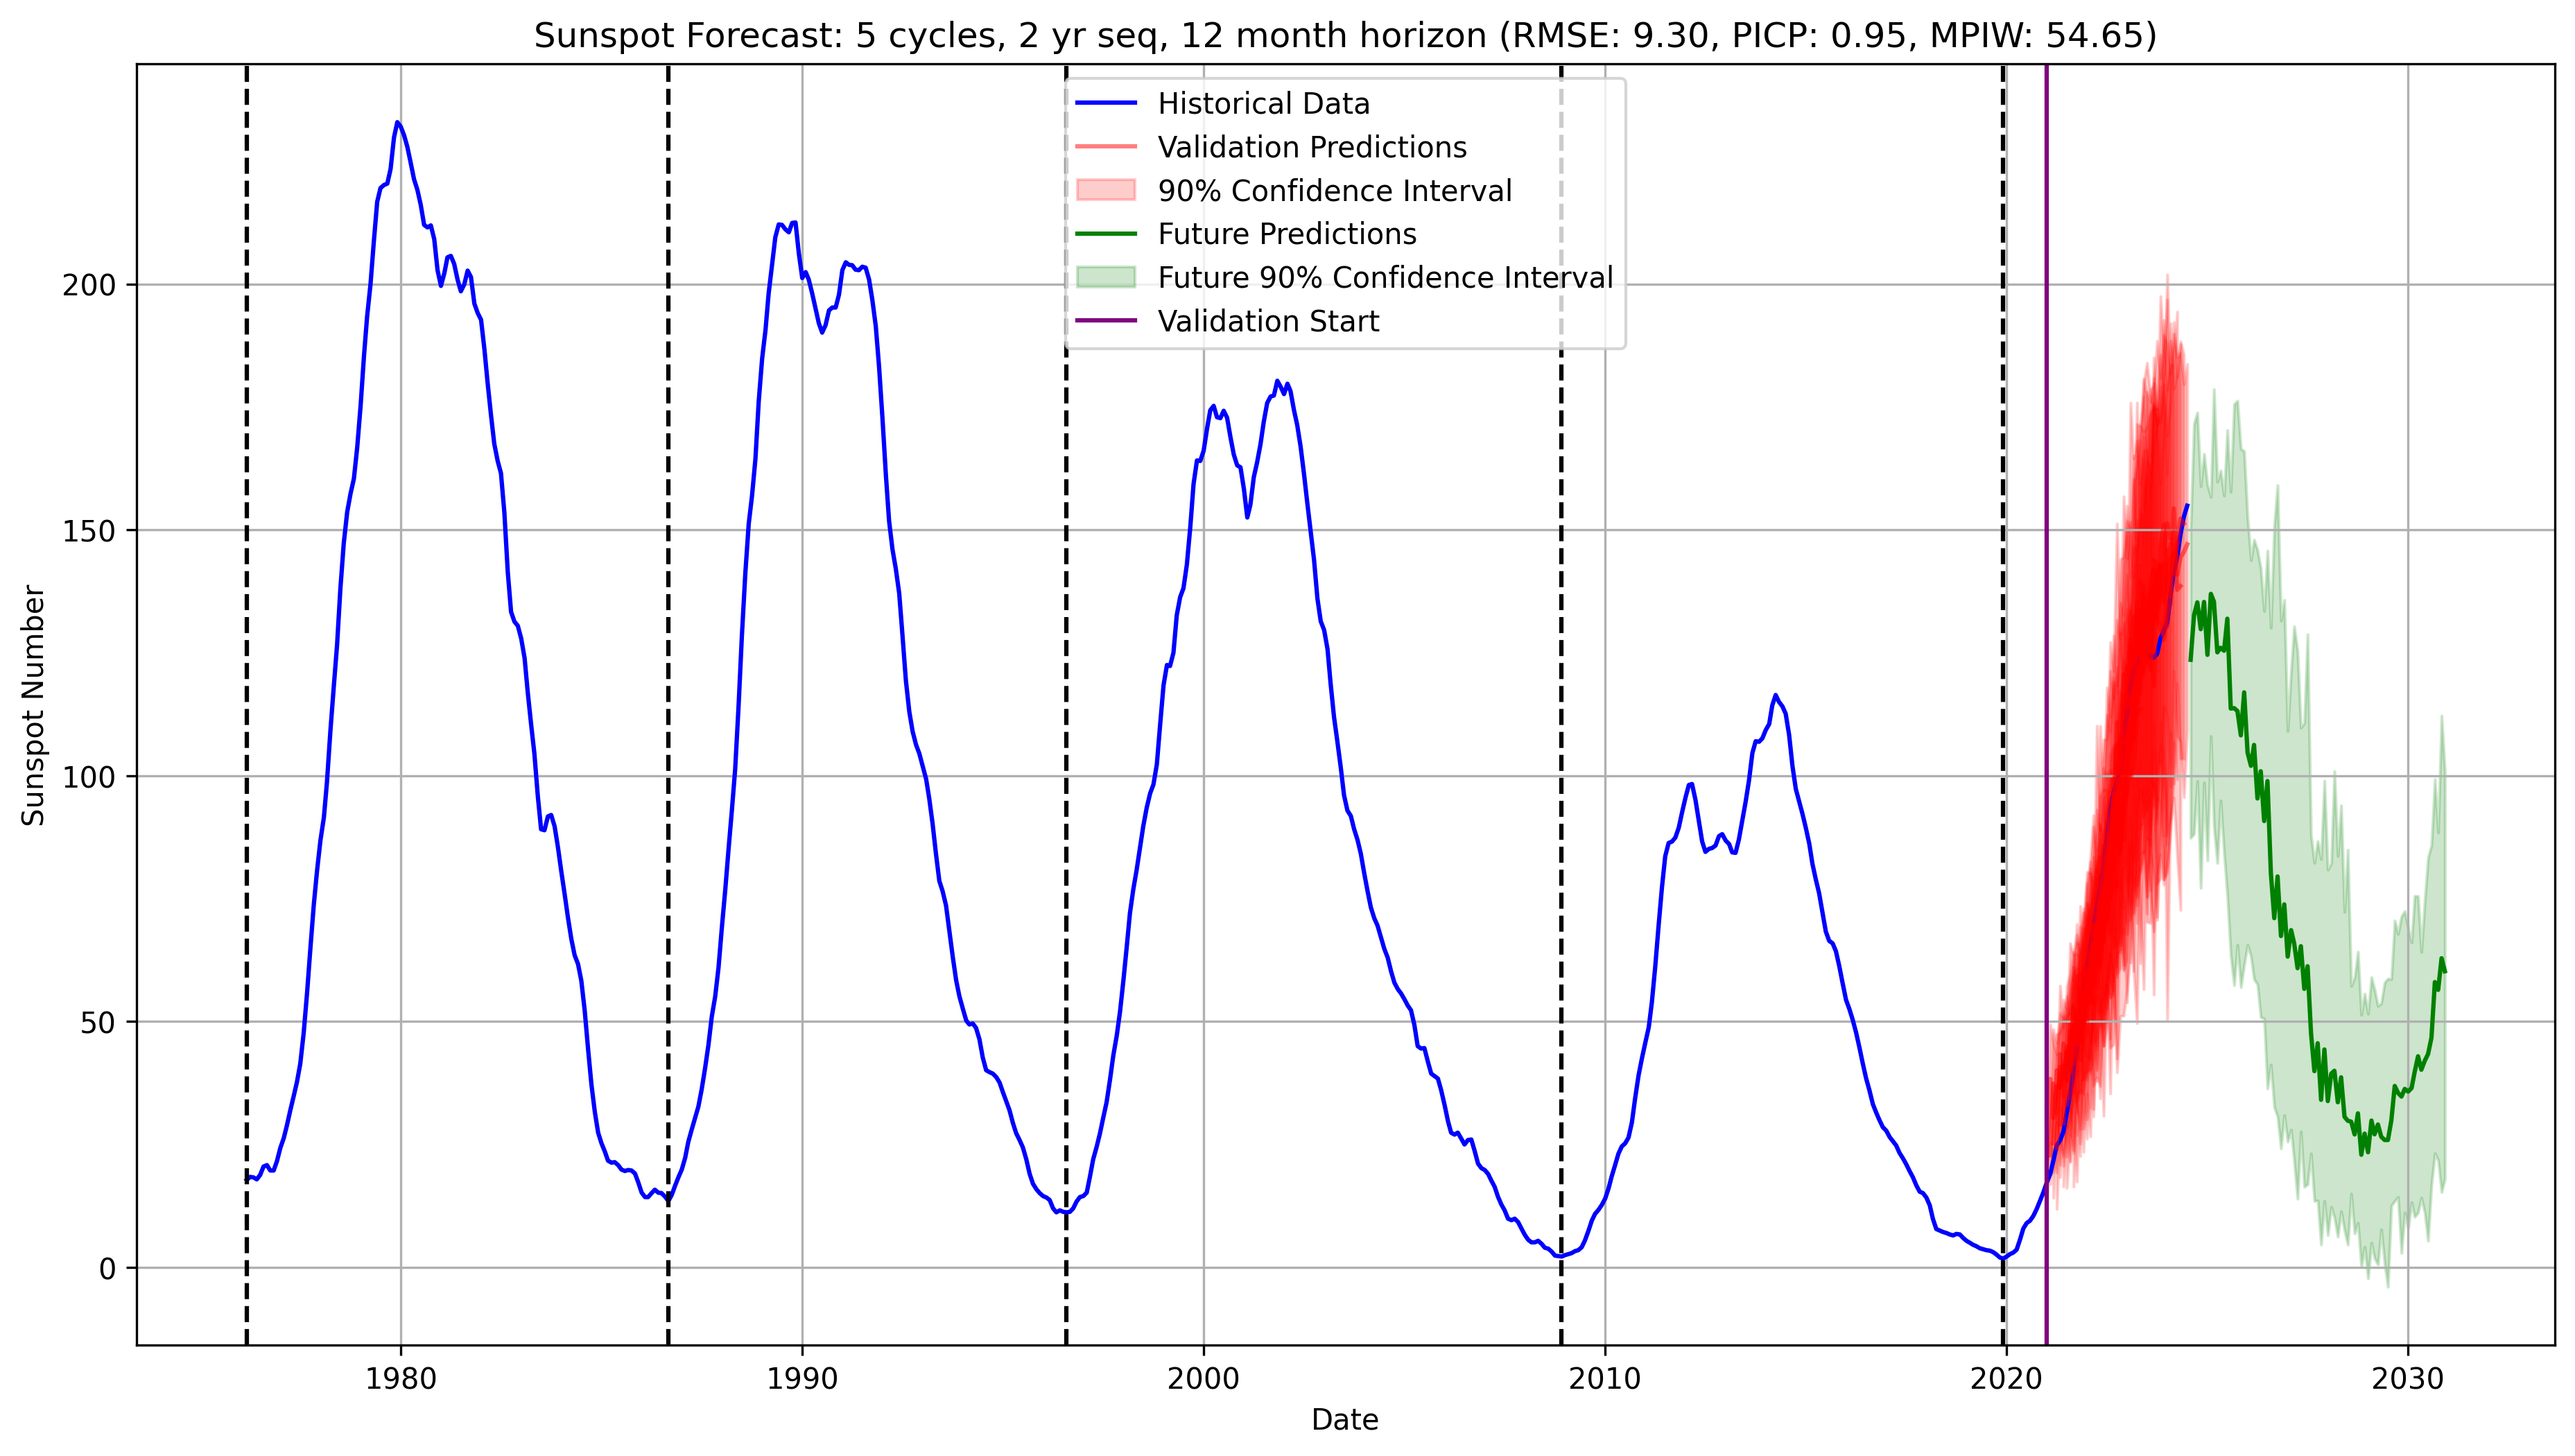 Sunspot Forecast: 5 cycles, 2 yr seq, 12 month horizon (RMSE: 9.30, PICP: 0.95, MPIW: 54.65)
Historical Data
Validation Predictions
90% Confidence Interval
Future Predictions
Future 90% Confidence Interval
Validation Start
Sunspot Number
200
150
100
50
0
1980 1990 2000 2010 2020 2030
Date